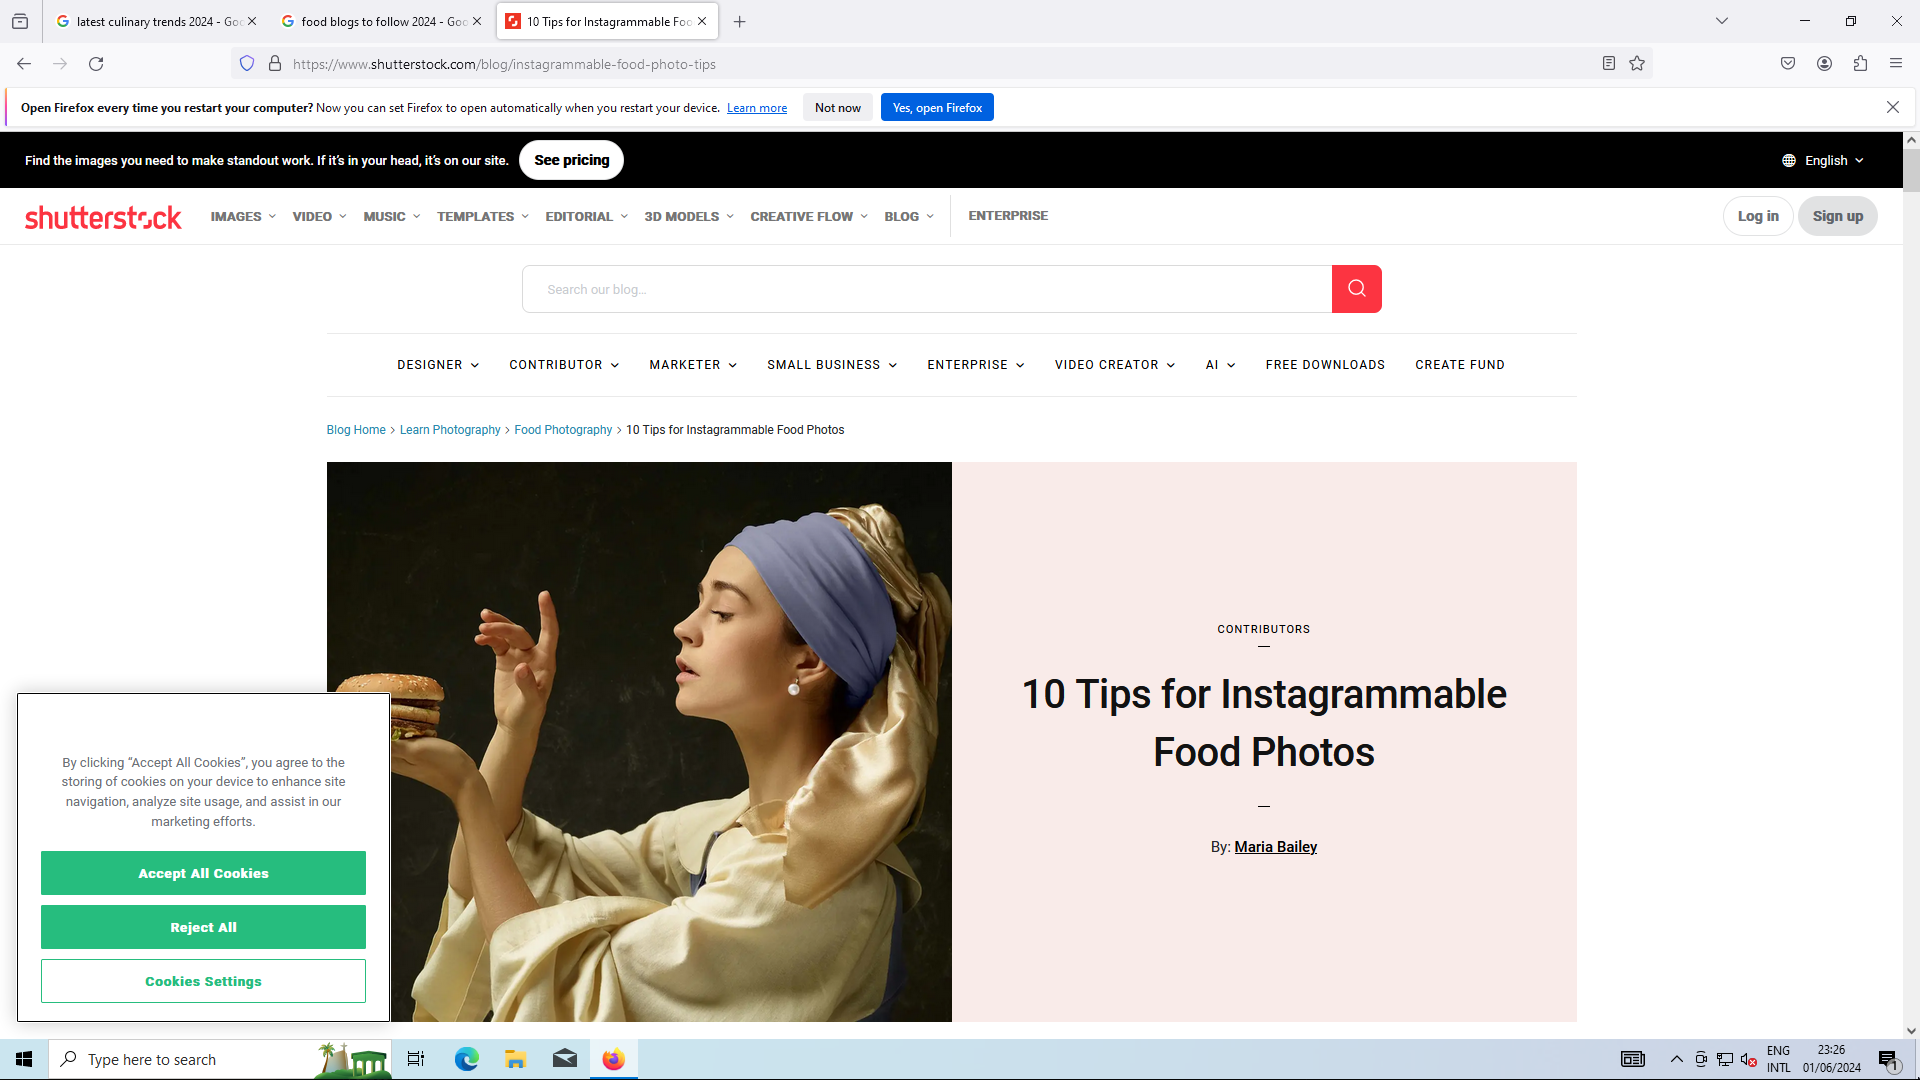 latest culinary trends 2024 - Goo
food blogs to follow 2024 - Goo
10 Tips for Instagrammable Foo
https://www.shutterstock.com/blog/instagrammable-food-photo-tips
Open Firefox every time you restart your computer? Now you can set Firefox to open automatically when you restart your device. Learn more Not now Yes, open Firefox
Find the images you need to make standout work. If it's in your head, it's on our site. See pricing English
shutterstock IMAGES VIDEO MUSIC TEMPLATES EDITORIAL 3D MODELS CREATIVE FLOW BLOG ENTERPRISE Log in Sign up
Search our blog...
DESIGNER CONTRIBUTOR MARKETER SMALL BUSINESS ENTERPRISE VIDEO CREATOR AI FREE DOWNLOADS CREATE FUND
Blog Home > Learn Photography > Food Photography > 10 Tips for Instagrammable Food Photos
CONTRIBUTORS
10 Tips for Instagrammable
Food Photos
By: Maria Bailey
By clicking “Accept All Cookies”, you agree to the
storing of cookies on your device to enhance site
navigation, analyze site usage, and assist in our
marketing efforts.
Accept All Cookies
Reject All
Cookies Settings
Type here to search
ENG
INTL
23:26
01/06/2024
1